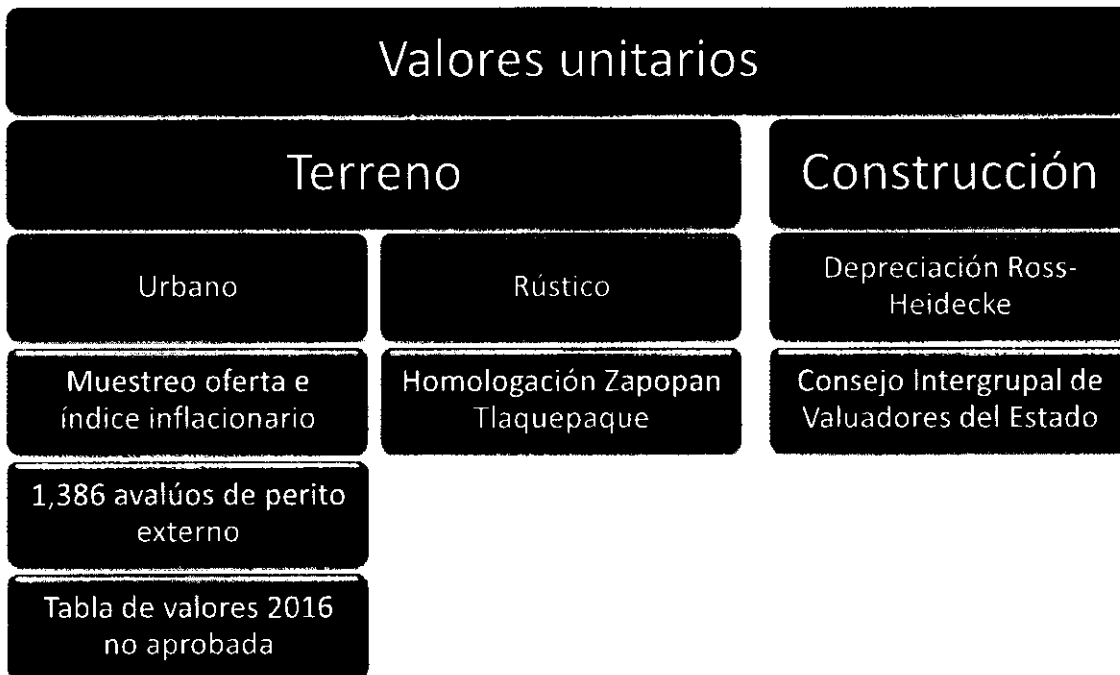 Valores unitarios
Terreno
Construcción
Urbano
Rústico
Depreciación Ross-
Heidecke
Muestreo oferta e
índice inflacionario
Homologación Zapopan
Tlaquepaque
Consejo Intergrupal de
Valuadores del Estado
1,386 avalúos de perito
externo
Tabla de valores 2016
no aprobada